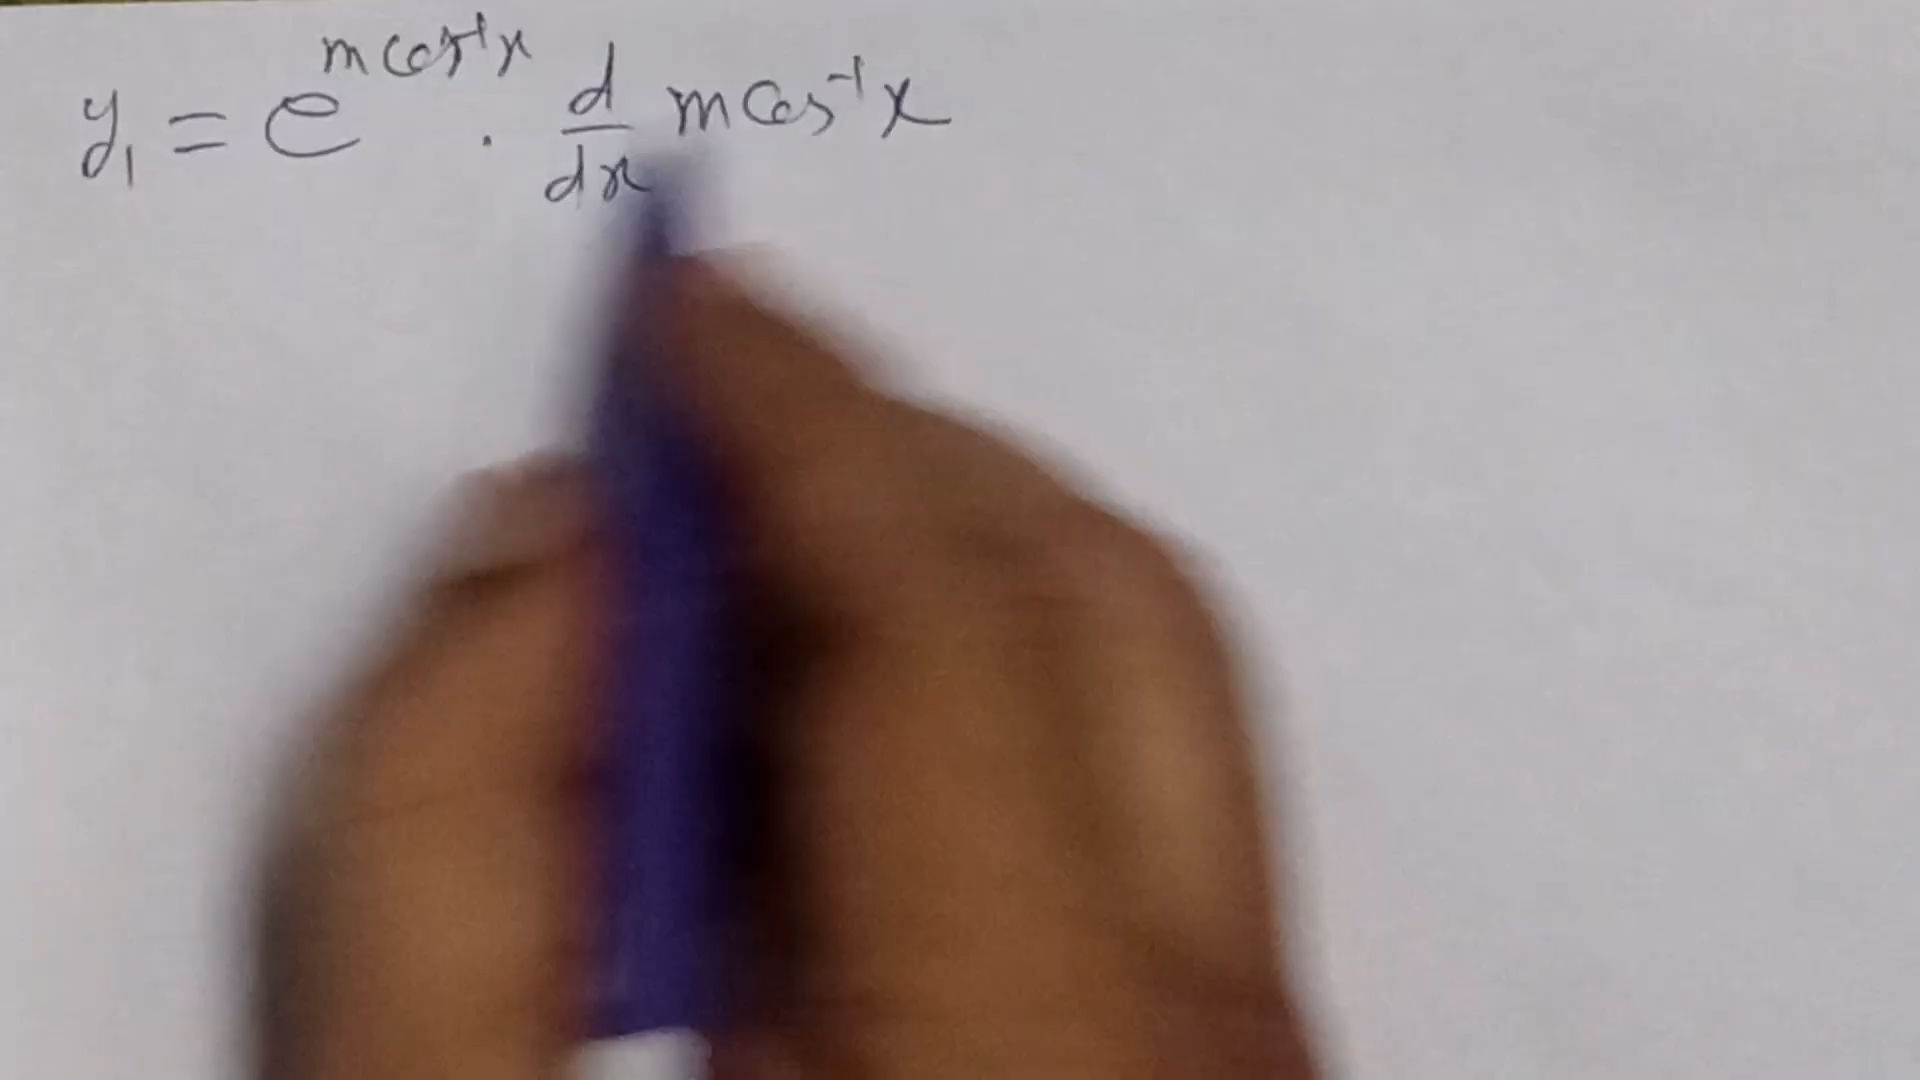 y₁ = e^{m cos⁻¹x} · d/dx m cos⁻¹x